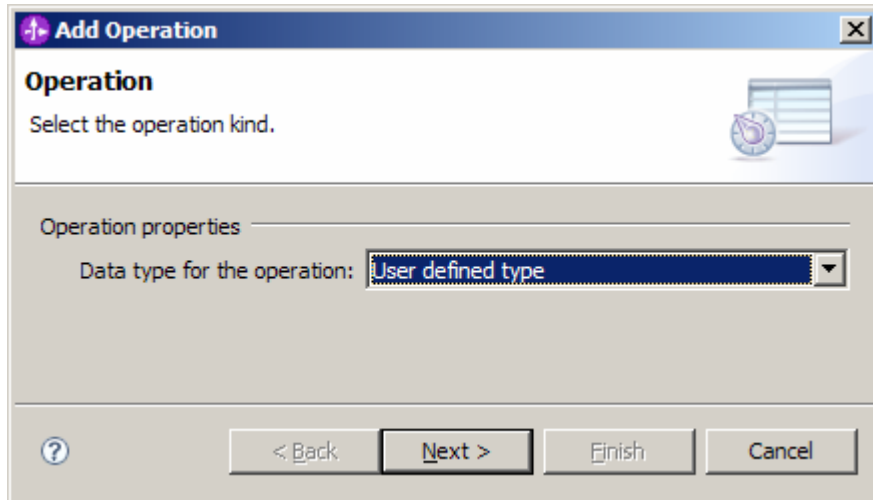 Add Operation
Operation
Select the operation kind.
Operation properties
Data type for the operation: User defined type
< Back Next > Finish Cancel